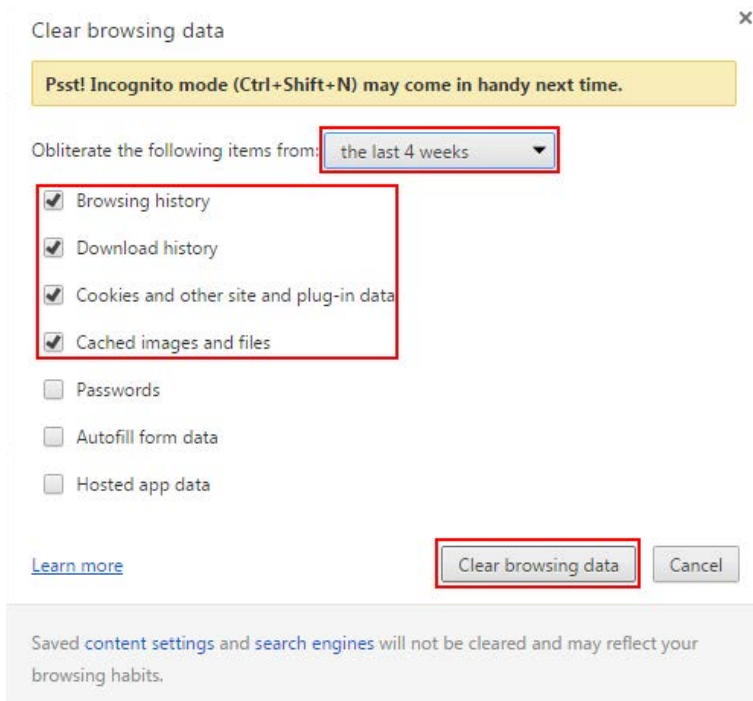 Clear browsing data
Psst! Incognito mode (Ctrl+Shift+N) may come in handy next time.
Obliterate the following items from: the last 4 weeks
Browsing history
Download history
Cookies and other site and plug-in data
Cached images and files
Passwords
Autofill form data
Hosted app data
Learn more Clear browsing data Cancel
Saved content settings and search engines will not be cleared and may reflect your
browsing habits.